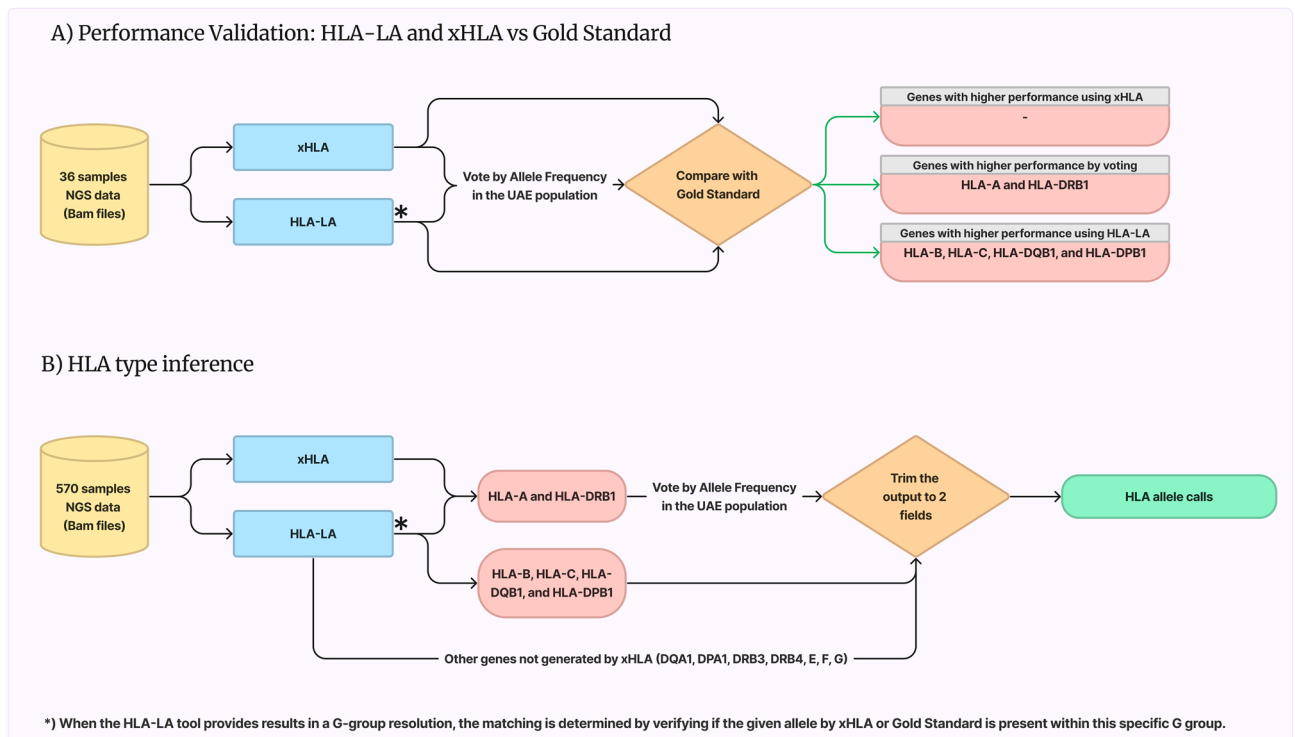 A) Performance Validation: HLA-LA and xHLA vs Gold Standard
36 samples
NGS data
(Bam files)
xHLA
HLA-LA
*
Vote by Allele Frequency
in the UAE population
Compare with
Gold Standard
Genes with higher performance using xHLA
-
Genes with higher performance by voting
HLA-A and HLA-DRB1
Genes with higher performance using HLA-LA
HLA-B, HLA-C, HLA-DQB1, and HLA-DPB1
B) HLA type inference
570 samples
NGS data
(Bam files)
xHLA
HLA-LA
*
HLA-A and HLA-DRB1
HLA-B, HLA-C, HLA-
DQB1, and HLA-DPB1
Vote by Allele Frequency
in the UAE population
Trim the
output to 2
fields
HLA allele calls
Other genes not generated by xHLA (DQA1, DPA1, DRB3, DRB4, E, F, G)
*) When the HLA-LA tool provides results in a G-group resolution, the matching is determined by verifying if the given allele by xHLA or Gold Standard is present within this specific G group.